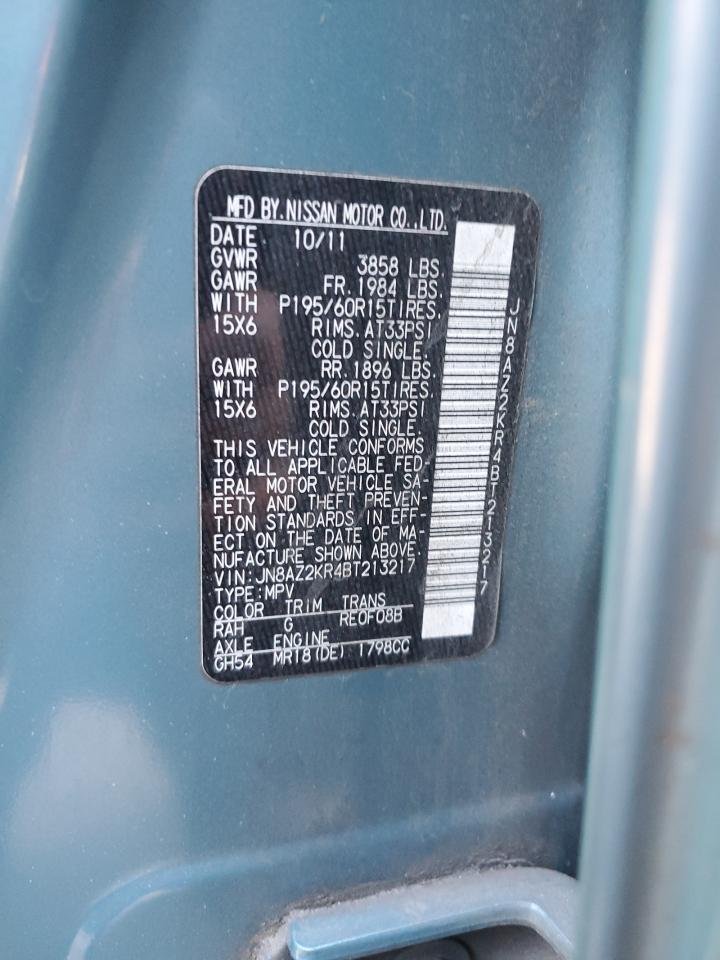 MFD BY.NISSAN MOTOR CO.,LTD.
DATE 10/11
GVWR 3858 LBS.
GAWR FR. 1984 LBS.
WITH P195/60R15TIRES.
15X6 RIMS. AT33PSI
COLD SINGLE.
GAWR RR. 1896 LBS.
WITH P195/60R15TIRES.
15X6 RIMS. AT33PSI
COLD SINGLE.
THIS VEHICLE CONFORMS
TO ALL APPLICABLE FED-
ERAL MOTOR VEHICLE SA-
FETY AND THEFT PREVEN-
TION STANDARDS IN EFF-
ECT ON THE DATE OF MA-
NUFACTURE SHOWN ABOVE.
VIN:JN8AZ2KR4BT213217
TYPE:MPV
COLOR TRIM TRANS
RAH G RE0F08B
AXLE ENGINE
GH54 MR18(DE) 1798CC
JN8AZ2KR4BT213217